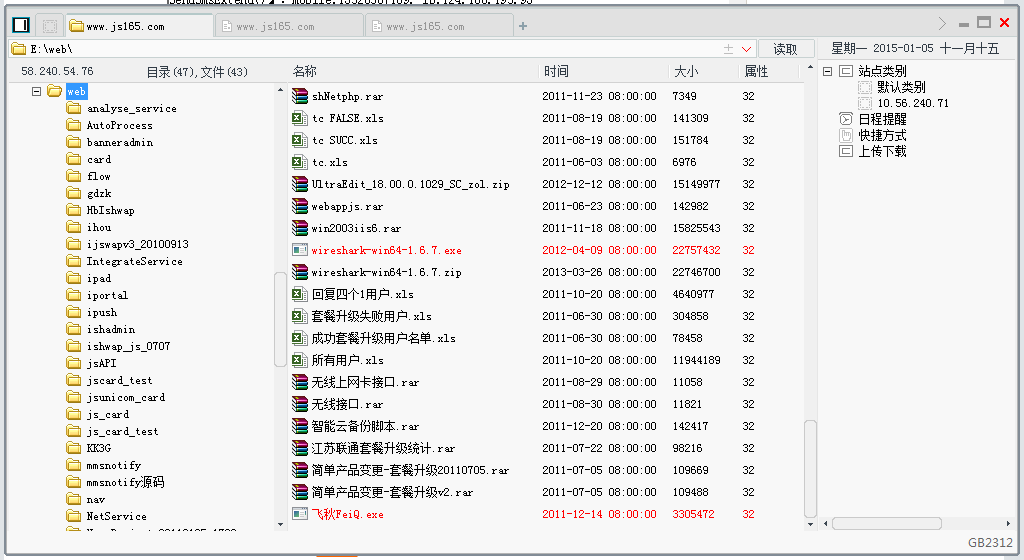 www.js165.com
www.js165.com
www.js165.com
E:\web\
读取
星期一 2015-01-05 十一月十五
58.240.54.76
目录(47),文件(43)
名称 时间 大小 属性
web
analyse_service
AutoProcess
banneradmin
card
flow
gdzk
HbIshwap
ihou
ijswapv3_20100913
IntegrateService
ipad
iportal
ipush
ishadmin
ishwap_js_0707
jsAPI
jscard_test
jsunicom_card
js_card
js_card_test
KK3G
mmsnotify
mmsnotify源码
nav
NetService
shNetphp.rar 2011-11-23 08:00:00 7349 32
tc FALSE.xls 2011-08-19 08:00:00 141309 32
tc SUCC.xls 2011-08-19 08:00:00 151784 32
tc.xls 2011-06-03 08:00:00 6976 32
UltraEdit_18.00.0.1029_SC_zol.zip 2012-12-12 08:00:00 15149977 32
webappjs.rar 2011-06-23 08:00:00 142982 32
win2003iis6.rar 2011-11-18 08:00:00 15825543 32
wireshark-win64-1.6.7.exe 2012-04-09 08:00:00 22757432 32
wireshark-win64-1.6.7.zip 2013-03-26 08:00:00 22746700 32
回复四个1用户.xls 2011-10-20 08:00:00 4640977 32
套餐升级失败用户.xls 2011-06-30 08:00:00 304858 32
成功套餐升级用户名单.xls 2011-06-30 08:00:00 78458 32
所有用户.xls 2011-10-20 08:00:00 11944189 32
无线上网卡接口.rar 2011-08-29 08:00:00 11058 32
无线接口.rar 2011-08-30 08:00:00 11821 32
智能云备份脚本.rar 2011-12-20 08:00:00 142417 32
江苏联通套餐升级统计.rar 2011-07-22 08:00:00 98216 32
简单产品变更-套餐升级20110705.rar 2011-07-05 08:00:00 109669 32
简单产品变更-套餐升级v2.rar 2011-07-05 08:00:00 109488 32
飞秋FeiQ.exe 2011-12-14 08:00:00 3305472 32
站点类别
默认类别
10.56.240.71
日程提醒
快捷方式
上传下载
GB2312